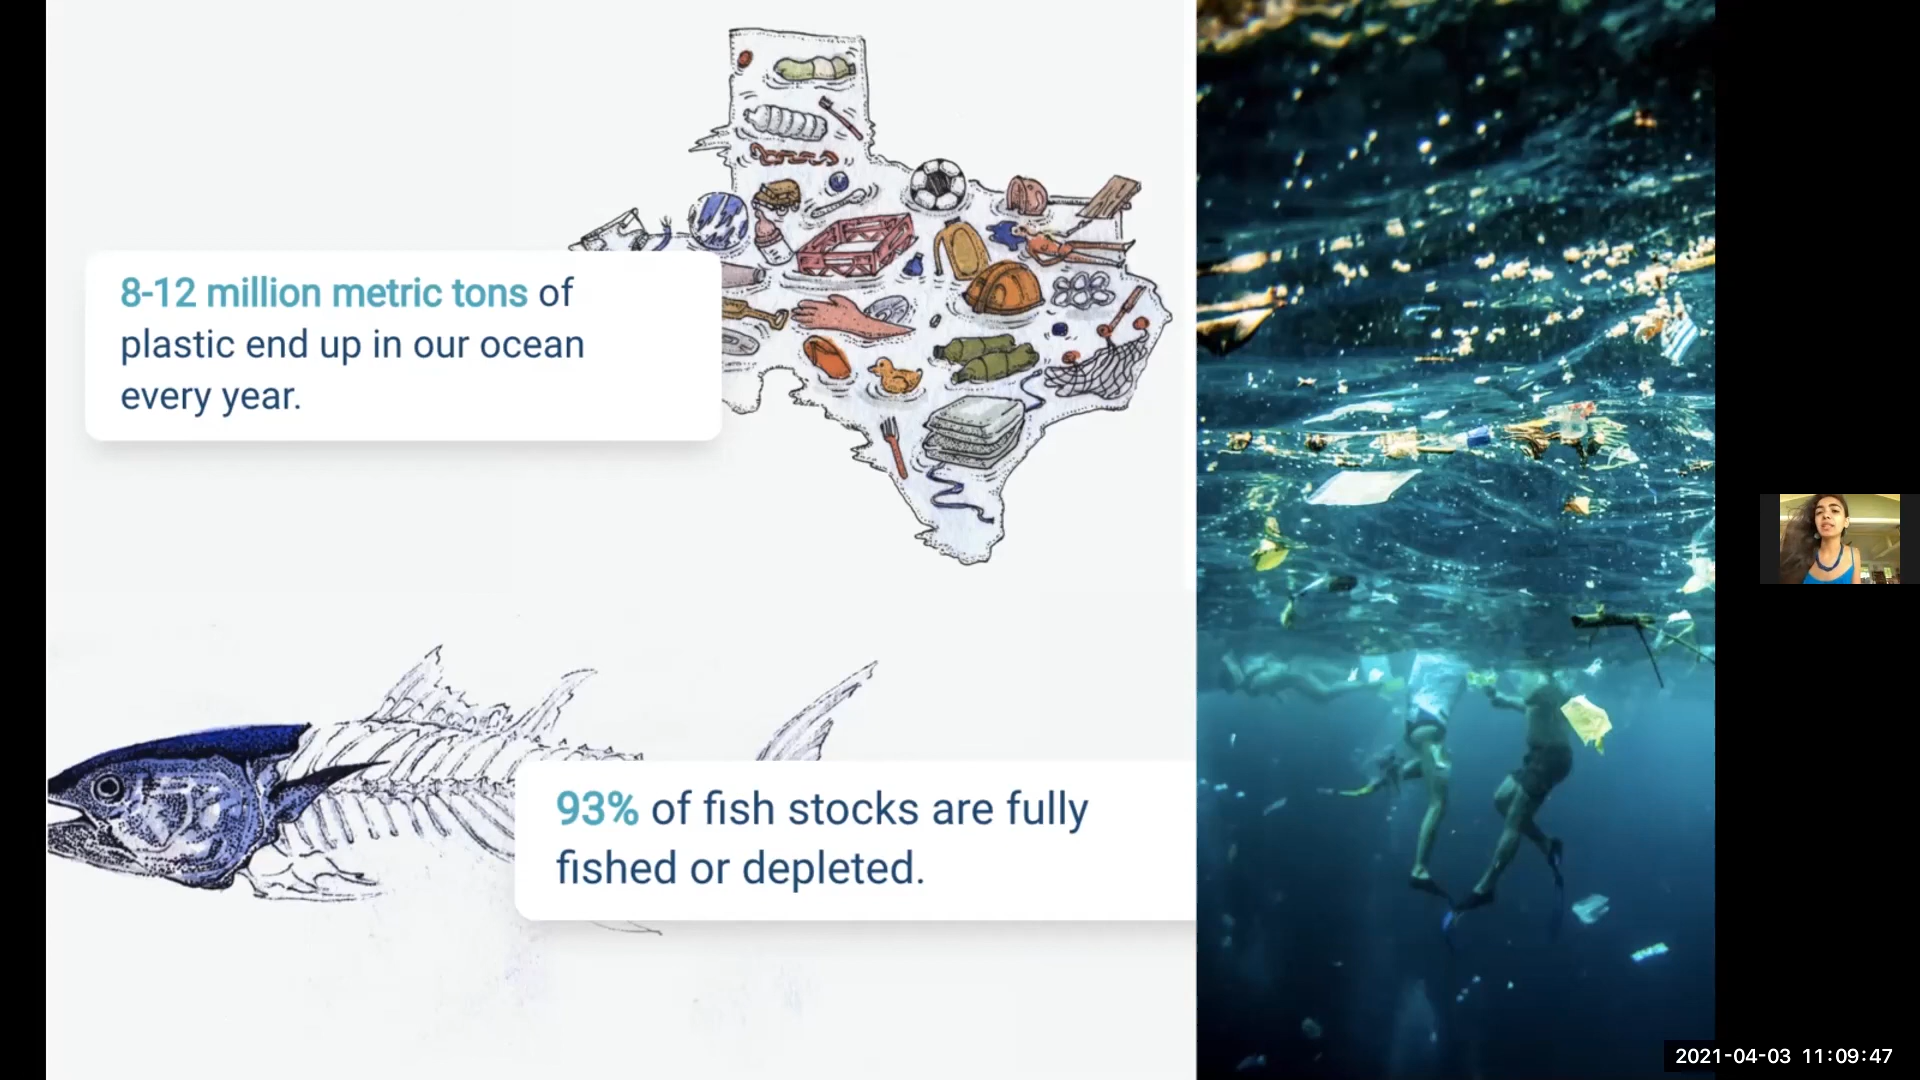 8-12 million metric tons of
plastic end up in our ocean
every year.
93% of fish stocks are fully
fished or depleted.
2021-04-03 11:09:47